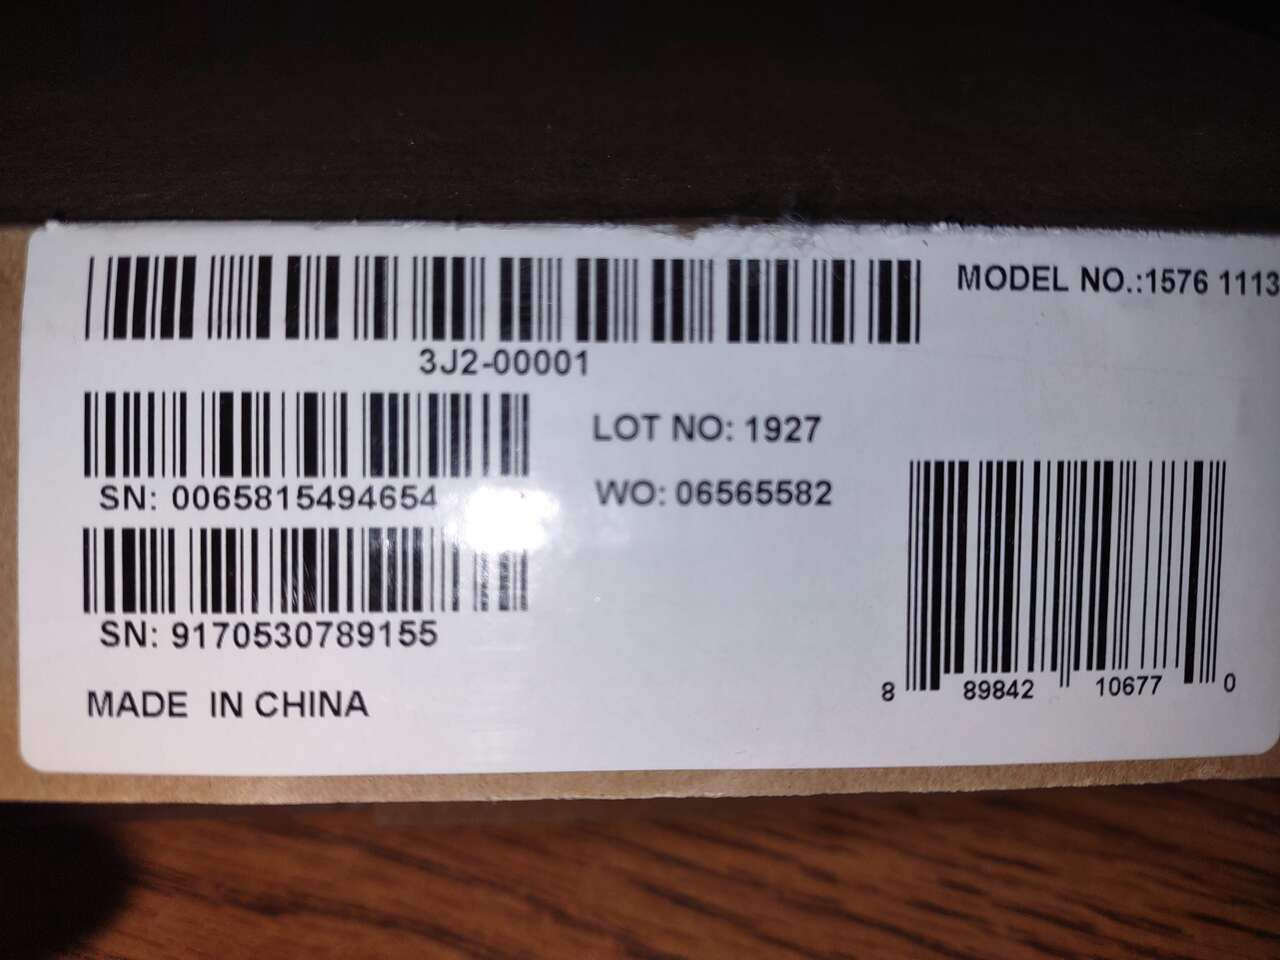 MODEL NO.:1576 1113
3J2-00001
LOT NO: 1927
SN: 0065815494654
WO: 06565582
SN: 9170530789155
MADE IN CHINA
8 89842 10677 0